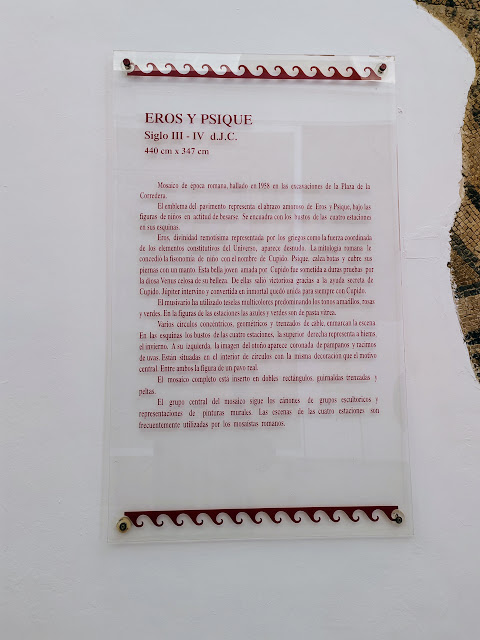 EROS Y PSIQUE
Siglo III - IV d.J.C.
440 cm x 347 cm
Mosaico de época romana, hallado en 1958 en las excavaciones de la Plaza de la
Corredera.
El emblema del pavimento representa el abrazo amoroso de Eros y Psique, bajo las
figuras de niños en actitud de besarse. Se encuadra con los bustos de las cuatro estaciones
en sus esquinas.
Eros, divinidad remotísima representada por los griegos como la fuerza coordinada
de los elementos constitutivos del Universo, aparece desnudo. La mitología romana le
concedió la fisonomía de niño con el nombre de Cupido. Psique, calza botas y cubre sus
piernas con un manto. Esta bella joven amada por Cupido fue sometida a duras pruebas por
la diosa Venus celosa de su belleza. De ellas salió victoriosa gracias a la ayuda secreta de
Cupido. Júpiter intervino y convertida en inmortal quedó unida para siempre con Cupido.
El musivario ha utilizado teselas multicolores predominando los tonos amarillos, rosas
y verdes. En la figuras de las estaciones las azules y verdes son de pasta vítrea.
Varios círculos concéntricos, geométricos y trenzados de cable, enmarcan la escena.
En las esquinas los bustos de las cuatro estaciones, la superior derecha representa a hiems,
el invierno. A su izquierda, la imagen del otoño aparece coronada de pámpanos y racimos
de uvas. Están situadas en el interior de círculos con la misma decoración que el motivo
central. Entre ambos la figura de un pavo real.
El mosaico completo está inserto en dobles rectángulos, guirnaldas trenzadas y
peltas.
El grupo central del mosaico sigue los cánones de grupos escultóricos y
representaciones de pinturas murales. Las escenas de las cuatro estaciones son
frecuentemente utilizadas por los mosaistas romanos.